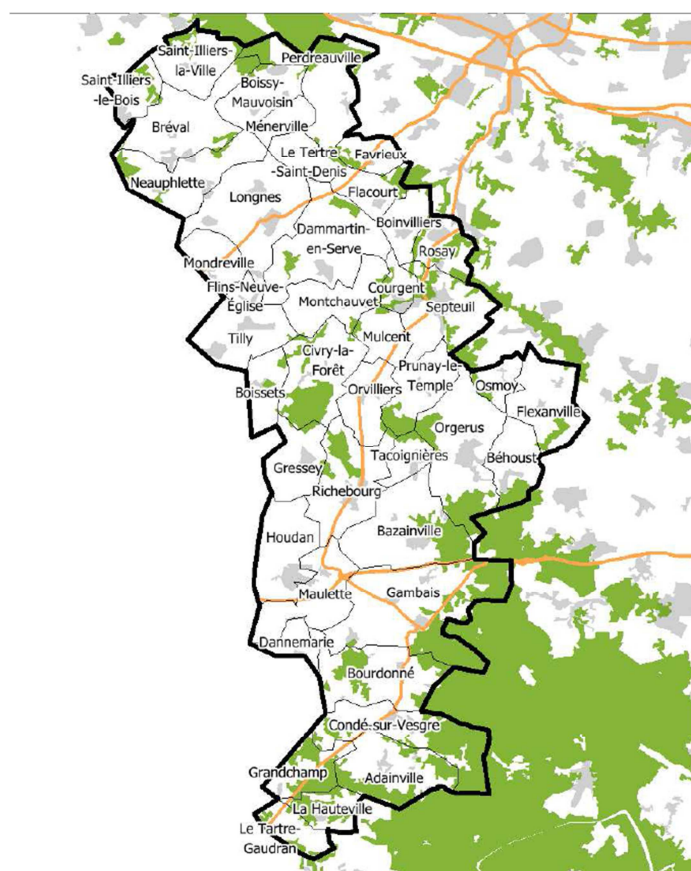 Saint-Illiers-
la-Ville
Perdreauville
Saint-Illiers
-le-Bois
Boissy-
Mauvoisin
Bréval
Ménerville
Le Tertre
-Saint-Denis
Favrieux
Neauphlette
Longnes
Flacourt
Dammartin-
en-Serve
Boinvilliers
Rosay
Mondreville
Flins-Neuve-
Église
Courgent
Montchauvet
Septeuil
Tilly
Mulcent
Civry-la-
Forêt
Prunay-le-
Temple
Boissets
Orvilliers
Osmoy
Flexanville
Orgerus
Tacoignières
Béhoust
Gressey
Richebourg
Houdan
Bazainville
Maulette
Gambais
Dannemarie
Bourdonné
Condé-sur-Vesgre
Grandchamp
Adainville
La Hauteville
Le Tartre-
Gaudran